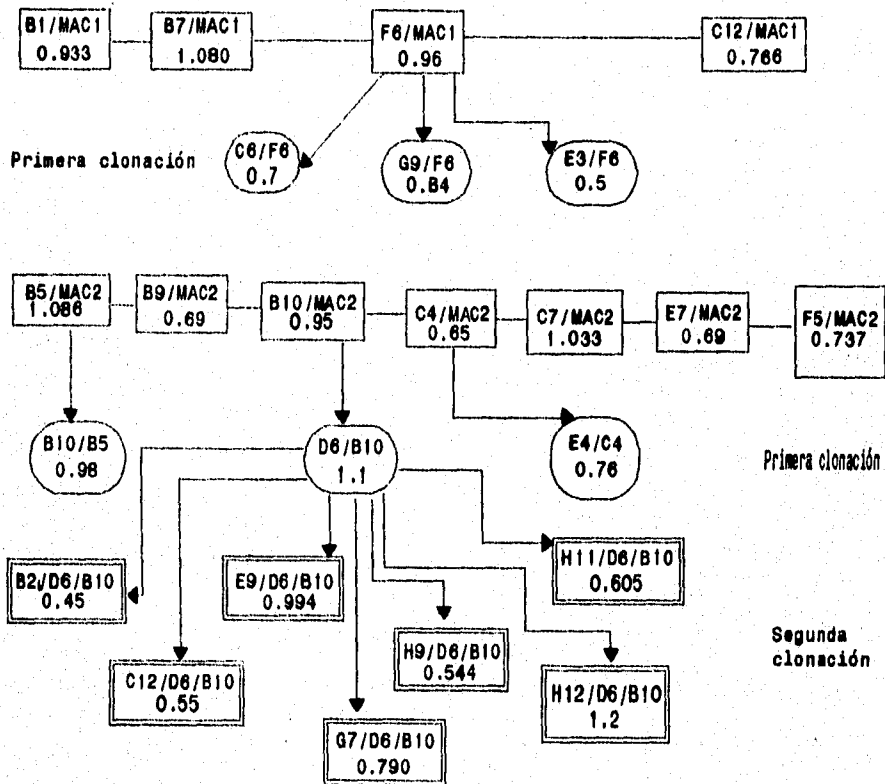 B1/MAC1
0.933
B7/MAC1
1.080
F6/MAC1
0.96
C12/MAC1
0.766
Primera clonación
C6/F6
0.7
G9/F6
0.B4
E3/F6
0.5
B5/MAC2
1.086
B9/MAC2
0.69
B10/MAC2
0.95
C4/MAC2
0.65
C7/MAC2
1.033
E7/MAC2
0.69
F5/MAC2
0.737
B10/B5
0.98
D6/B10
1.1
E4/C4
0.76
Primera clonación
B2/D6/B10
0.45
E9/D6/B10
0.994
H11/D6/B10
0.605
C12/D6/B10
0.55
H9/D6/B10
0.544
H12/D6/B10
1.2
G7/D6/B10
0.790
Segunda
clonación